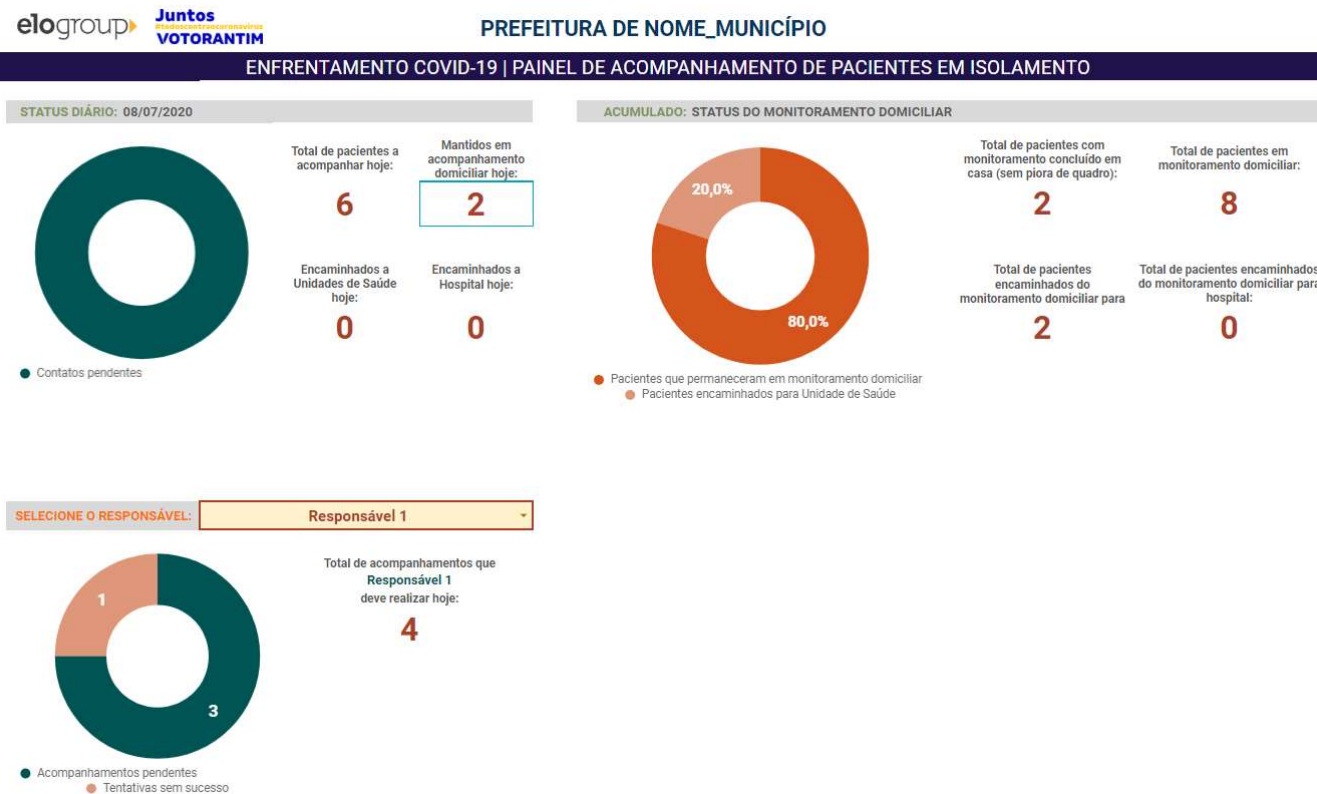 elogroup
Juntos
#todoscontraocoronavirus
VOTORANTIM
PREFEITURA DE NOME_MUNICÍPIO
ENFRENTAMENTO COVID-19 | PAINEL DE ACOMPANHAMENTO DE PACIENTES EM ISOLAMENTO
STATUS DIÁRIO: 08/07/2020
Total de pacientes a
acompanhar hoje:
6
Mantidos em
acompanhamento
domiciliar hoje:
2
Encaminhados a
Unidades de Saúde
hoje:
0
Encaminhados a
Hospital hoje:
0
Contatos pendentes
ACUMULADO: STATUS DO MONITORAMENTO DOMICILIAR
20,0%
80,0%
Pacientes que permaneceram em monitoramento domiciliar
Pacientes encaminhados para Unidade de Saúde
Total de pacientes com
monitoramento concluído em
casa (sem piora de quadro):
2
Total de pacientes em
monitoramento domiciliar:
8
Total de pacientes
encaminhados do
monitoramento domiciliar para
2
Total de pacientes encaminhados
do monitoramento domiciliar para
hospital:
0
SELECIONE O RESPONSÁVEL:
Responsável 1
1
3
Acompanhamentos pendentes
Tentativas sem sucesso
Total de acompanhamentos que
Responsável 1
deve realizar hoje:
4